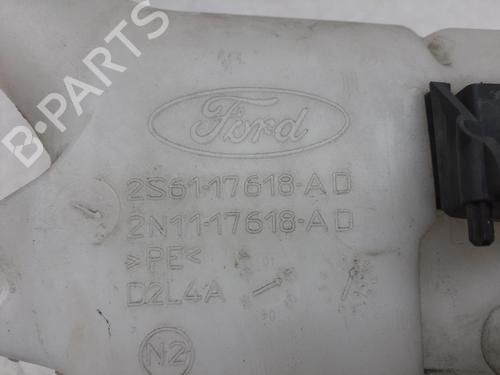 B-PARTS
Ford
2S61-17618-AD
2N11-17618-AD
>PE<
D2L4A
N2